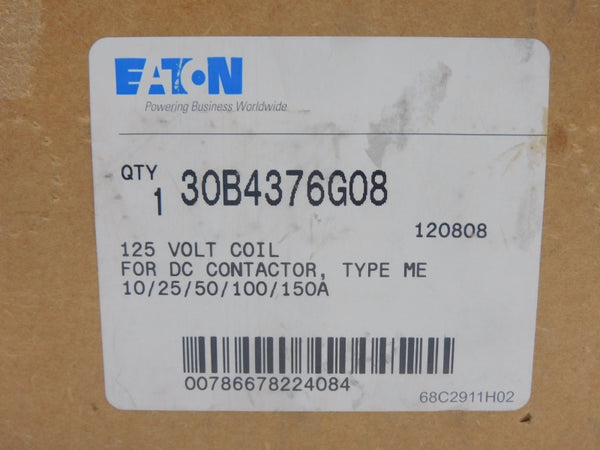 EATON
Powering Business Worldwide
QTY
1 30B4376G08
120808
125 VOLT COIL
FOR DC CONTACTOR, TYPE ME
10/25/50/100/150A
00786678224084
68C2911H02